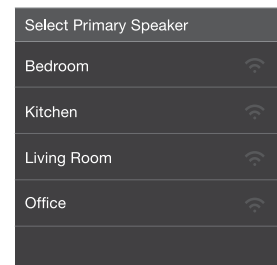 Select Primary Speaker
Bedroom
Kitchen
Living Room
Office